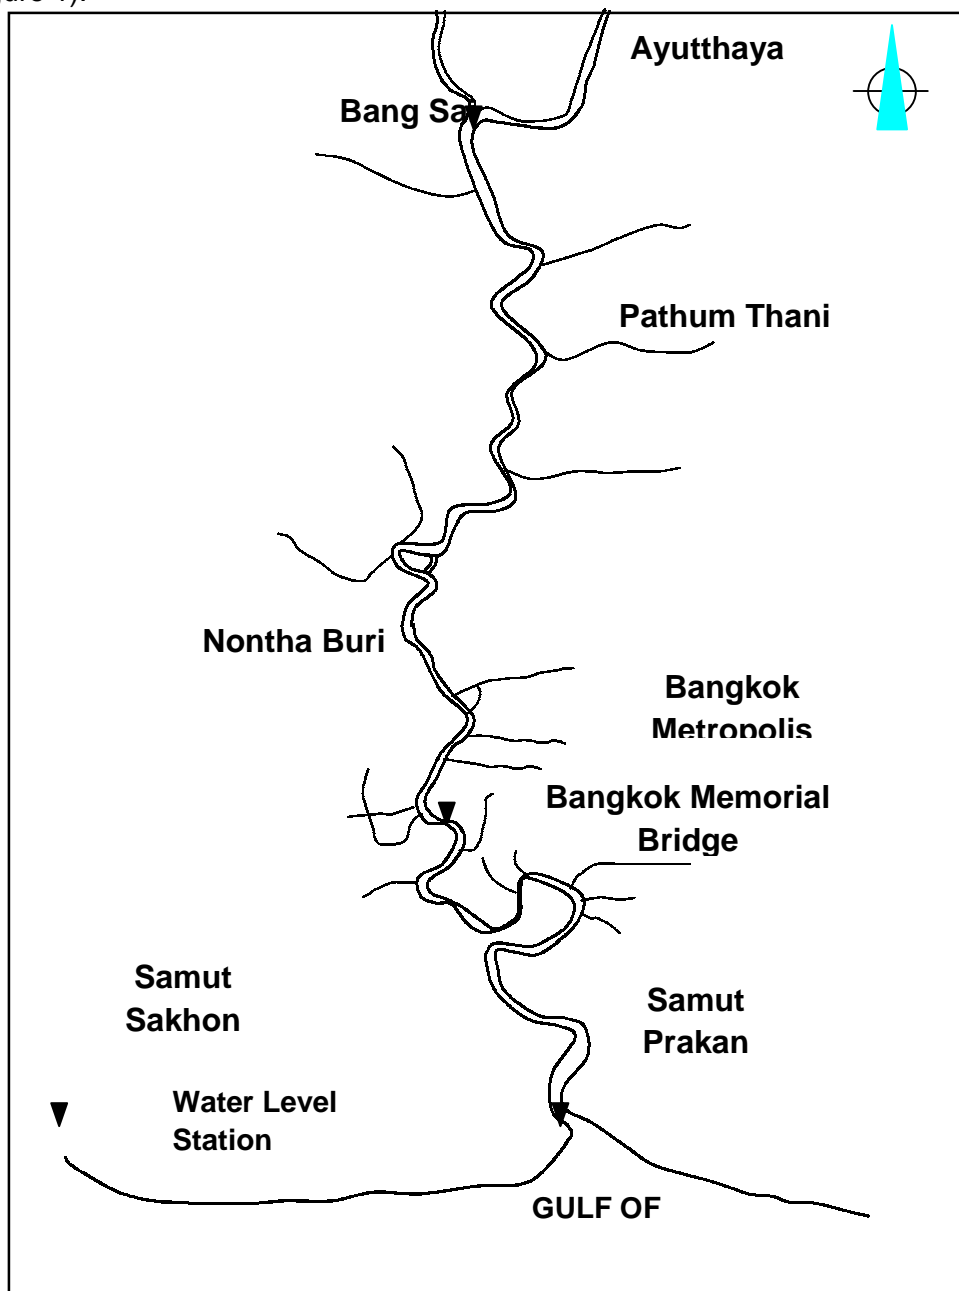 Ayutthaya
Bang Sa
Pathum Thani
Nontha Buri
Bangkok
Metropolis
Bangkok Memorial
Bridge
Samut
Sakhon
Samut
Prakan
Water Level
Station
GULF OF